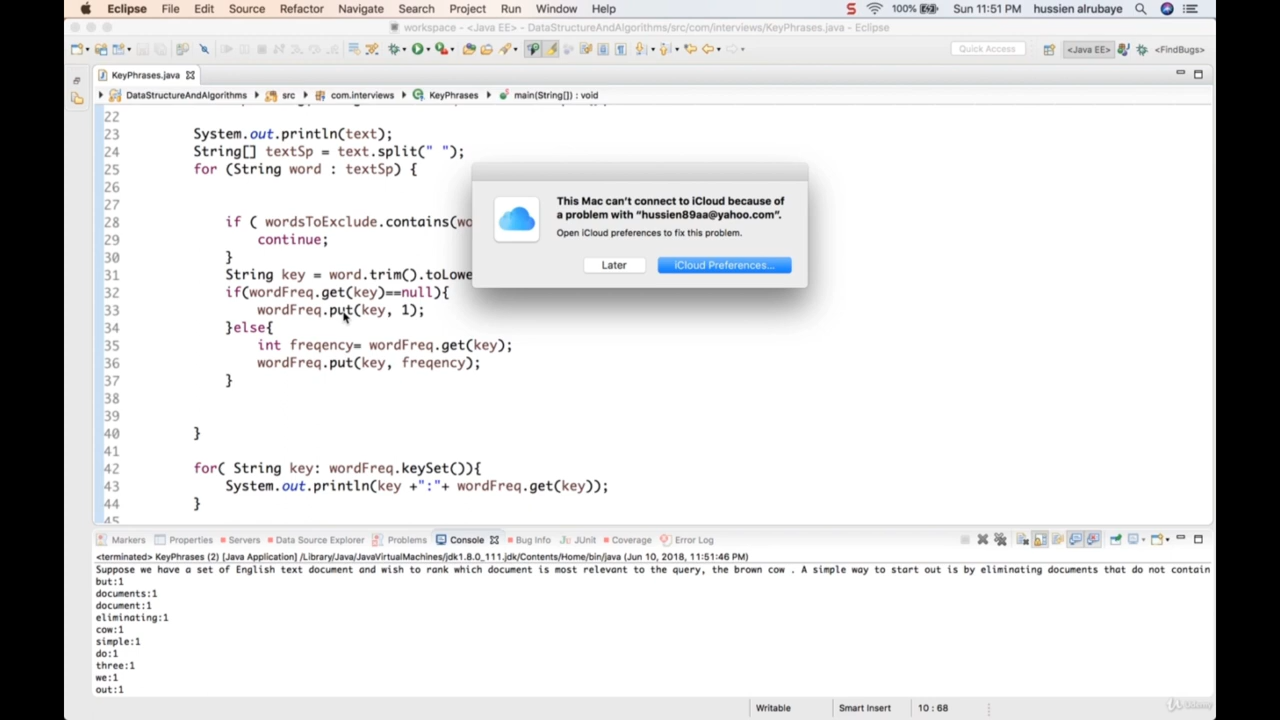 Eclipse File Edit Source Refactor Navigate Search Project Run Window Help 100% Sun 11:51 PM hussien alrubaye
workspace - <Java EE> - DataStructureAndAlgorithms/src/com/interviews/KeyPhrases.java - Eclipse
Quick Access <Java EE> <FindBugs>
KeyPhrases.java
DataStructureAndAlgorithms src com.interviews KeyPhrases main(String[]) : void
22
23 System.out.println(text);
24 String[] textSp = text.split(" ");
25 for (String word : textSp) {
26
27
28 if ( wordsToExclude.contains(wo
29 continue;
30 }
31 String key = word.trim().toLowe
32 if(wordFreq.get(key)==null){
33 wordFreq.put(key, 1);
34 }else{
35 int freqency= wordFreq.get(key);
36 wordFreq.put(key, freqency);
37 }
38
39
40 }
41
42 for( String key: wordFreq.keySet()){
43 System.out.println(key +":"+ wordFreq.get(key));
44 }
45
This Mac can't connect to iCloud because of
a problem with “hussien89aa@yahoo.com”.
Open iCloud preferences to fix this problem.
Later iCloud Preferences...
Markers Properties Servers Data Source Explorer Problems Console Bug Info JUnit Coverage Error Log
<terminated> KeyPhrases (2) [Java Application] /Library/Java/JavaVirtualMachines/jdk1.8.0_111.jdk/Contents/Home/bin/java (Jun 10, 2018, 11:51:46 PM)
Suppose we have a set of English text document and wish to rank which document is most relevant to the query, the brown cow . A simple way to start out is by eliminating documents that do not contain
but:1
documents:1
document:1
eliminating:1
cow:1
simple:1
do:1
three:1
we:1
out:1
Writable Smart Insert 10 : 68
Udemy